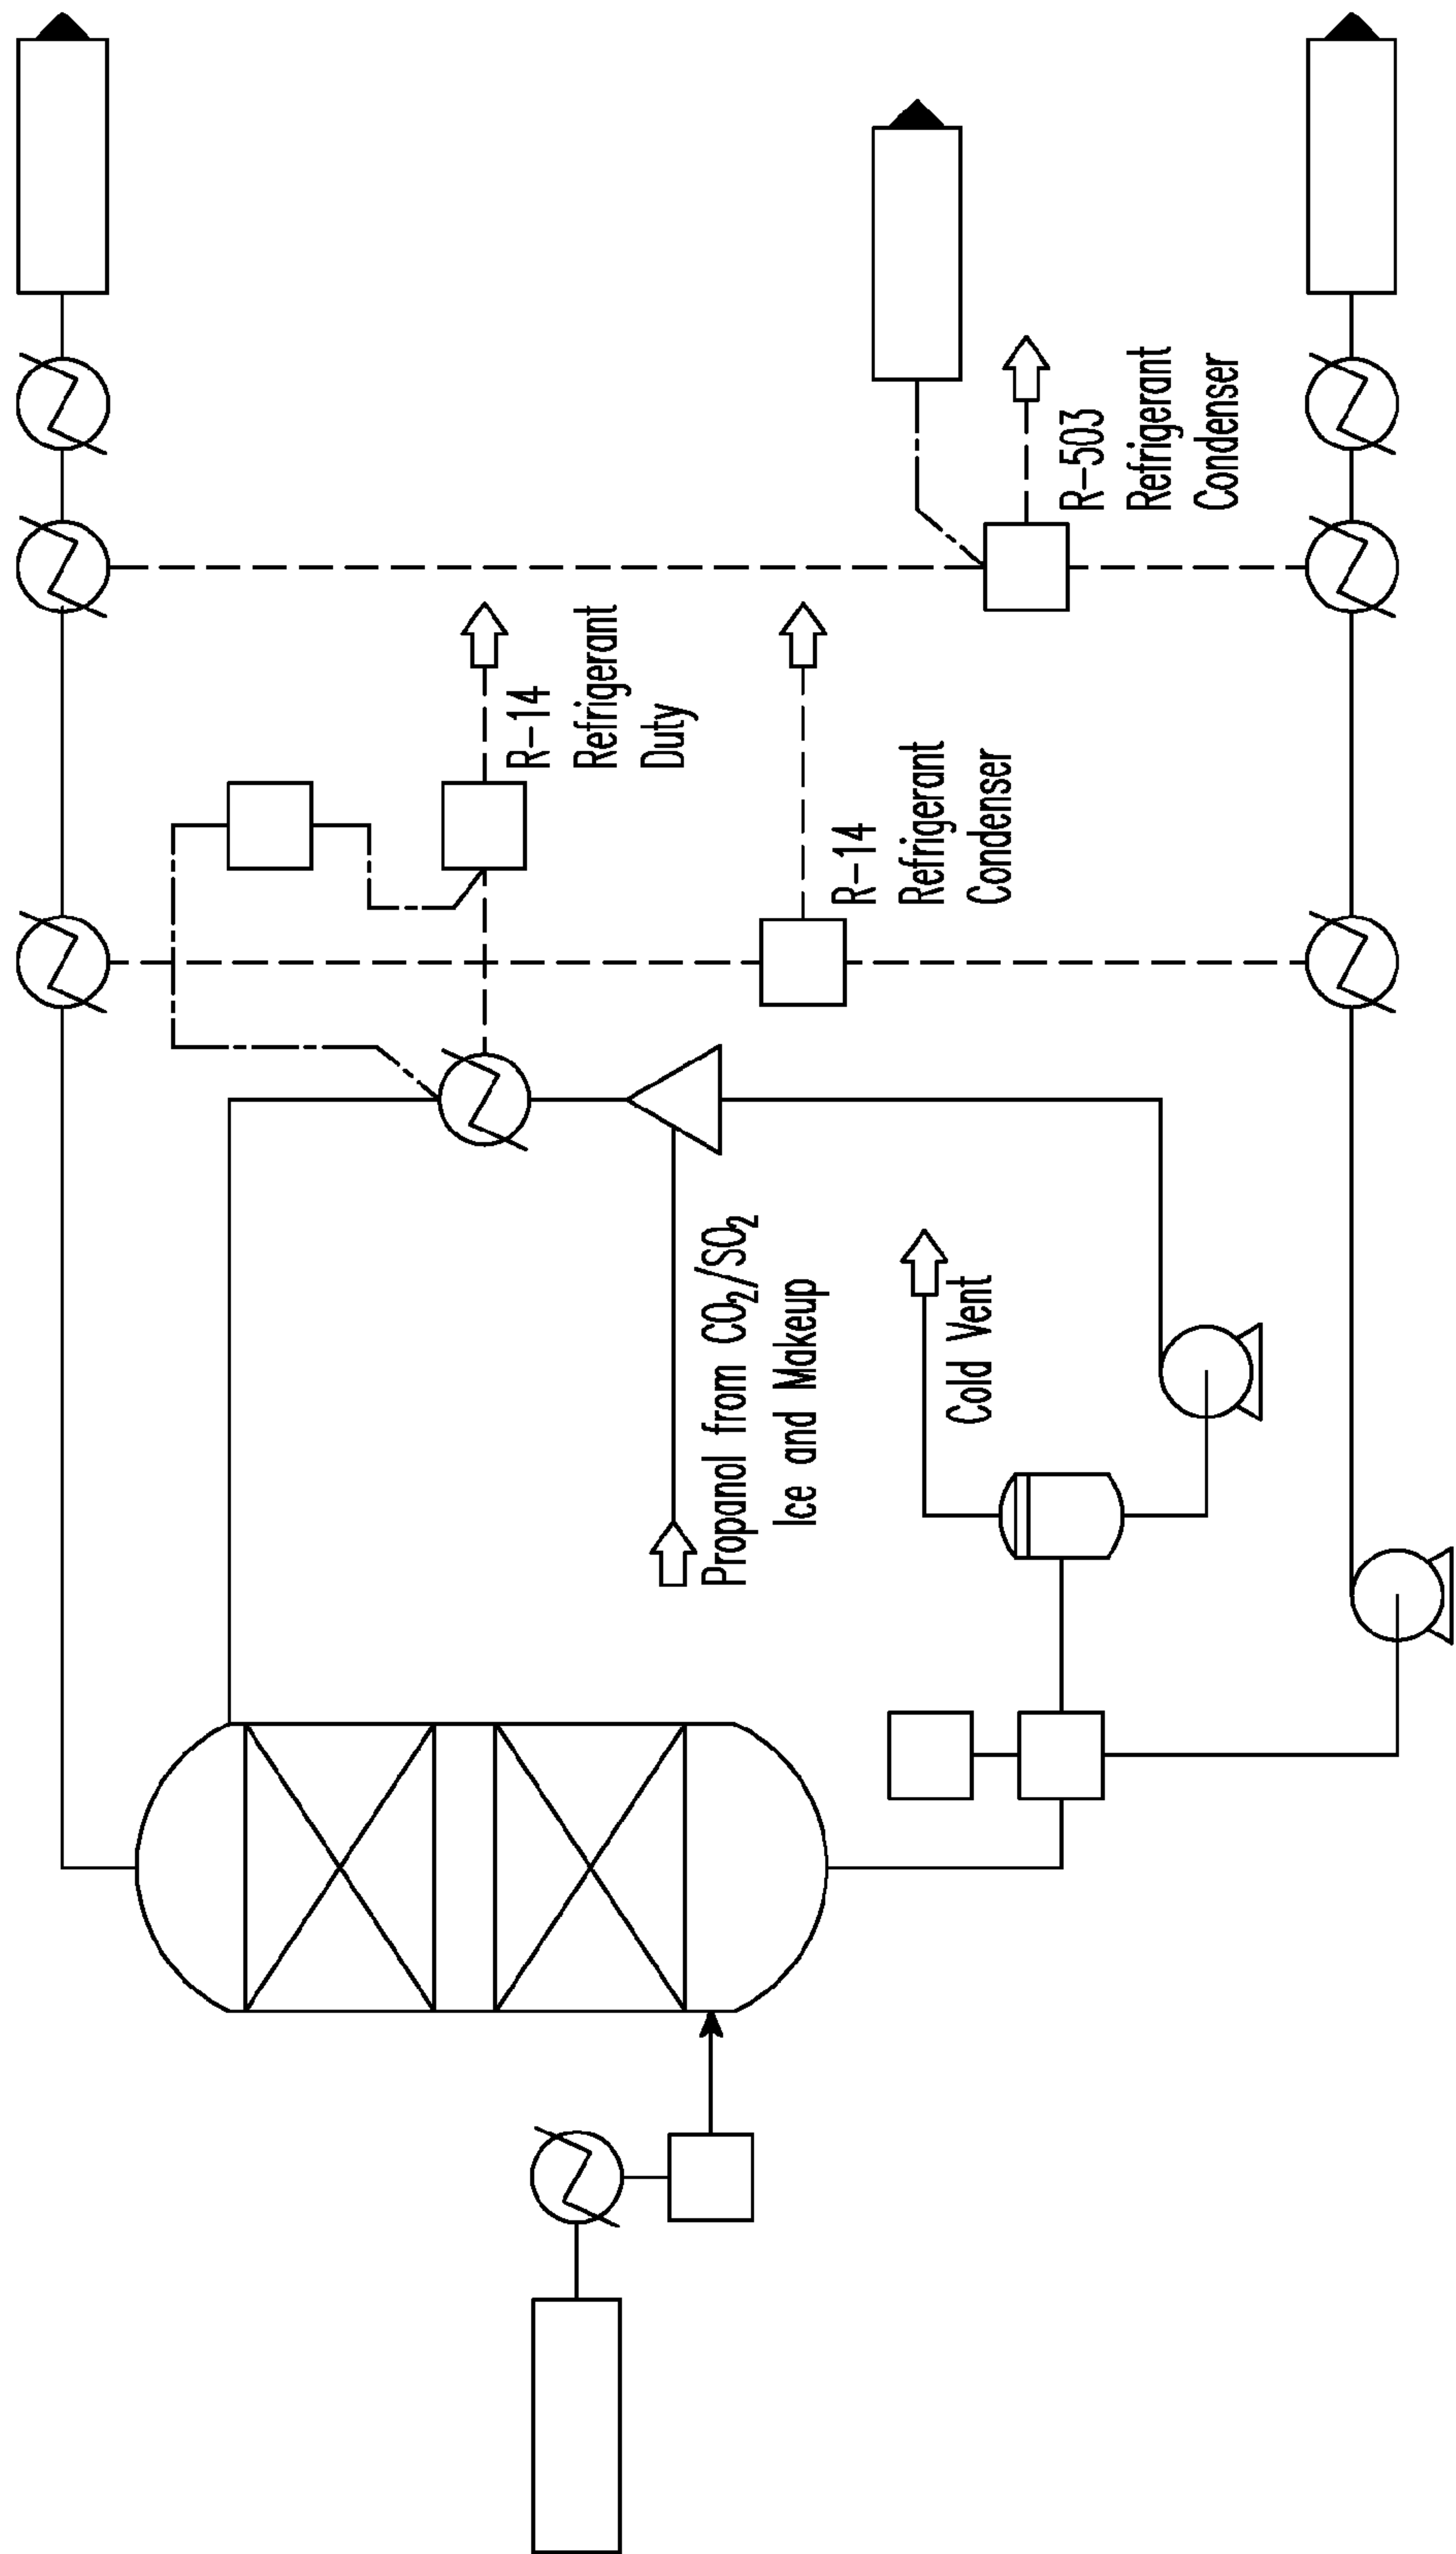 R-14
Refrigerant
Duty
R-503
Refrigerant
Condenser
R-14
Refrigerant
Condenser
Propanol from CO₂/SO₂
Ice and Makeup
Cold Vent